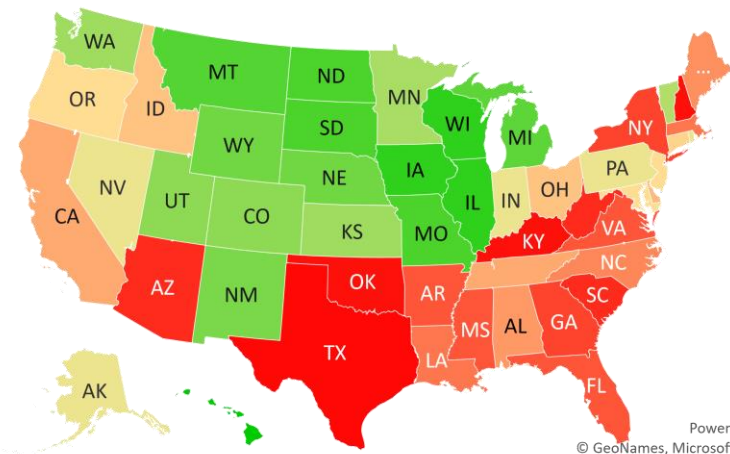 WA
MT
ND
MN
OR
ID
SD
WI
MI
NY
WY
IA
PA
NE
NV
UT
CO
IL
IN
OH
CA
KS
MO
KY
VA
AZ
NM
OK
AR
NC
SC
MS
AL
GA
TX
LA
FL
AK
...
Power
© GeoNames, Microsof